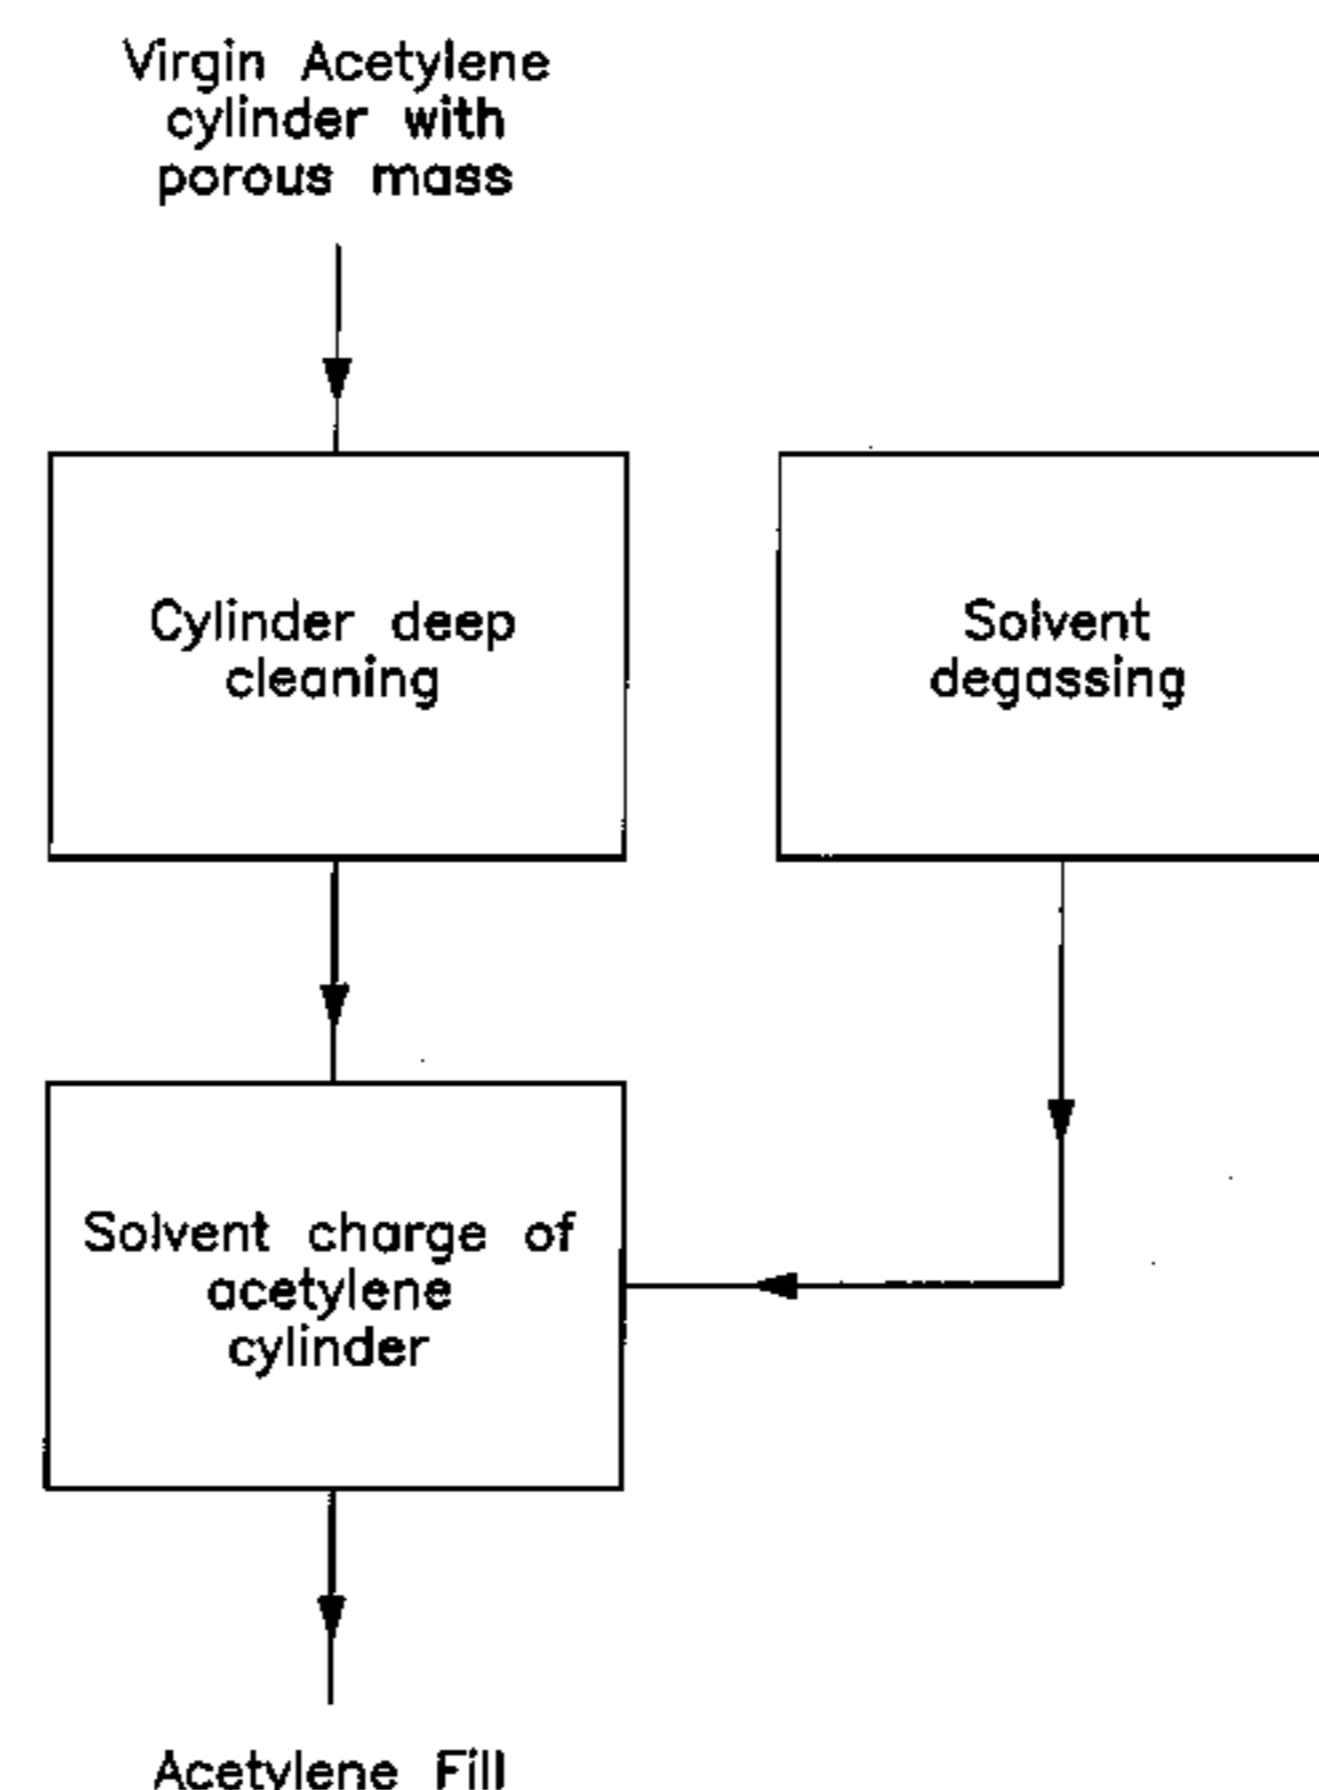 Virgin Acetylene
cylinder with
porous mass
Cylinder deep
cleaning
Solvent
degassing
Solvent charge of
acetylene
cylinder
Acetylene Fill